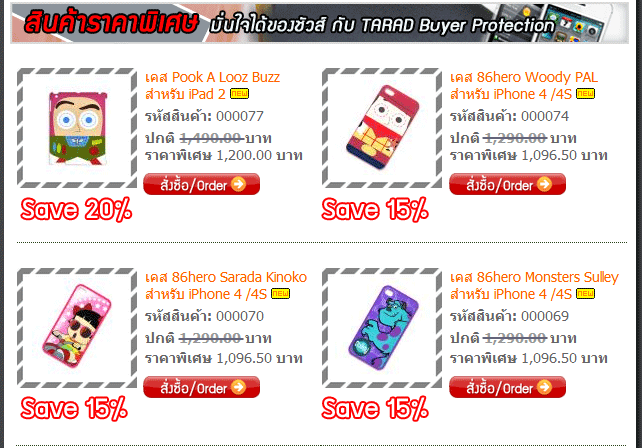 สินค้าราคาพิเศษ มั่นใจได้ของชัวส์ กับ TARAD Buyer Protection
เคส Pook A Looz Buzz
สำหรับ iPad 2 NEW
รหัสสินค้า: 000077
ปกติ 1,490.00 บาท
ราคาพิเศษ 1,200.00 บาท
สั่งซื้อ/Order
Save 20%
เคส 86hero Woody PAL
สำหรับ iPhone 4 /4S NEW
รหัสสินค้า: 000074
ปกติ 1,290.00 บาท
ราคาพิเศษ 1,096.50 บาท
สั่งซื้อ/Order
Save 15%
เคส 86hero Sarada Kinoko
สำหรับ iPhone 4 /4S NEW
รหัสสินค้า: 000070
ปกติ 1,290.00 บาท
ราคาพิเศษ 1,096.50 บาท
สั่งซื้อ/Order
Save 15%
เคส 86hero Monsters Sulley
สำหรับ iPhone 4 /4S NEW
รหัสสินค้า: 000069
ปกติ 1,290.00 บาท
ราคาพิเศษ 1,096.50 บาท
สั่งซื้อ/Order
Save 15%